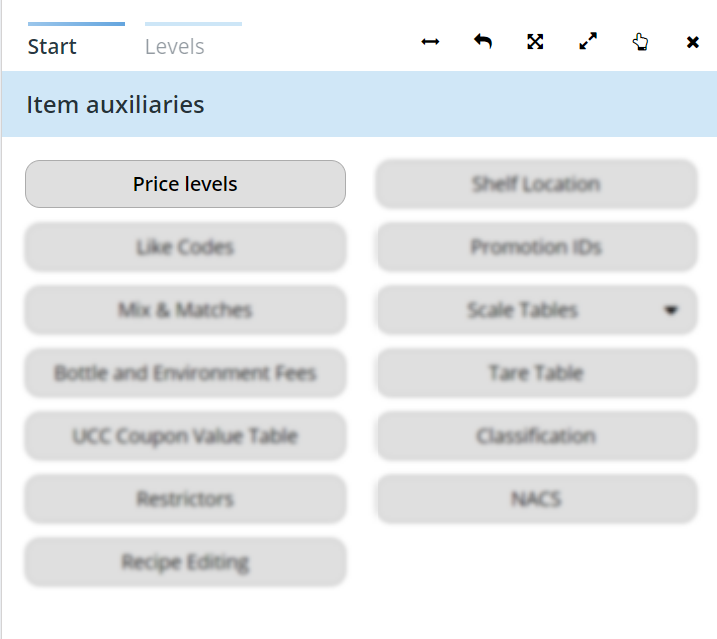 Start
Levels
Item auxiliaries
Price levels
Shelf Location
Like Codes
Promotion IDs
Mix & Matches
Scale Tables
Bottle and Environment Fees
Tare Table
UCC Coupon Value Table
Classification
Restrictors
NACS
Recipe Editing